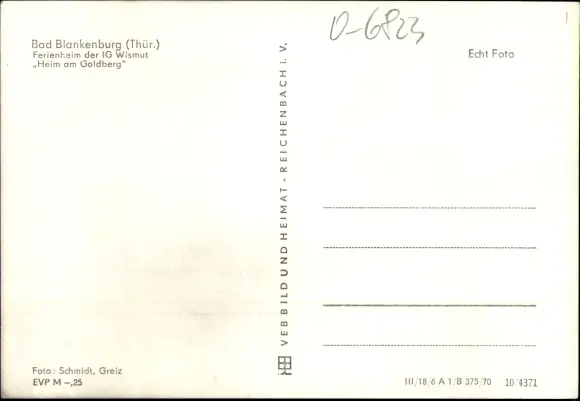 Bad Blankenburg (Thür.)
Ferienheim der IG Wismut
„Heim am Goldberg"
Foto: Schmidt, Greiz
EVP M –,25
VEB BILD UND HEIMAT · REICHENBACH I. V.
0-6823
Echt Foto
III/18/6 A 1/B 375/70 10 4371